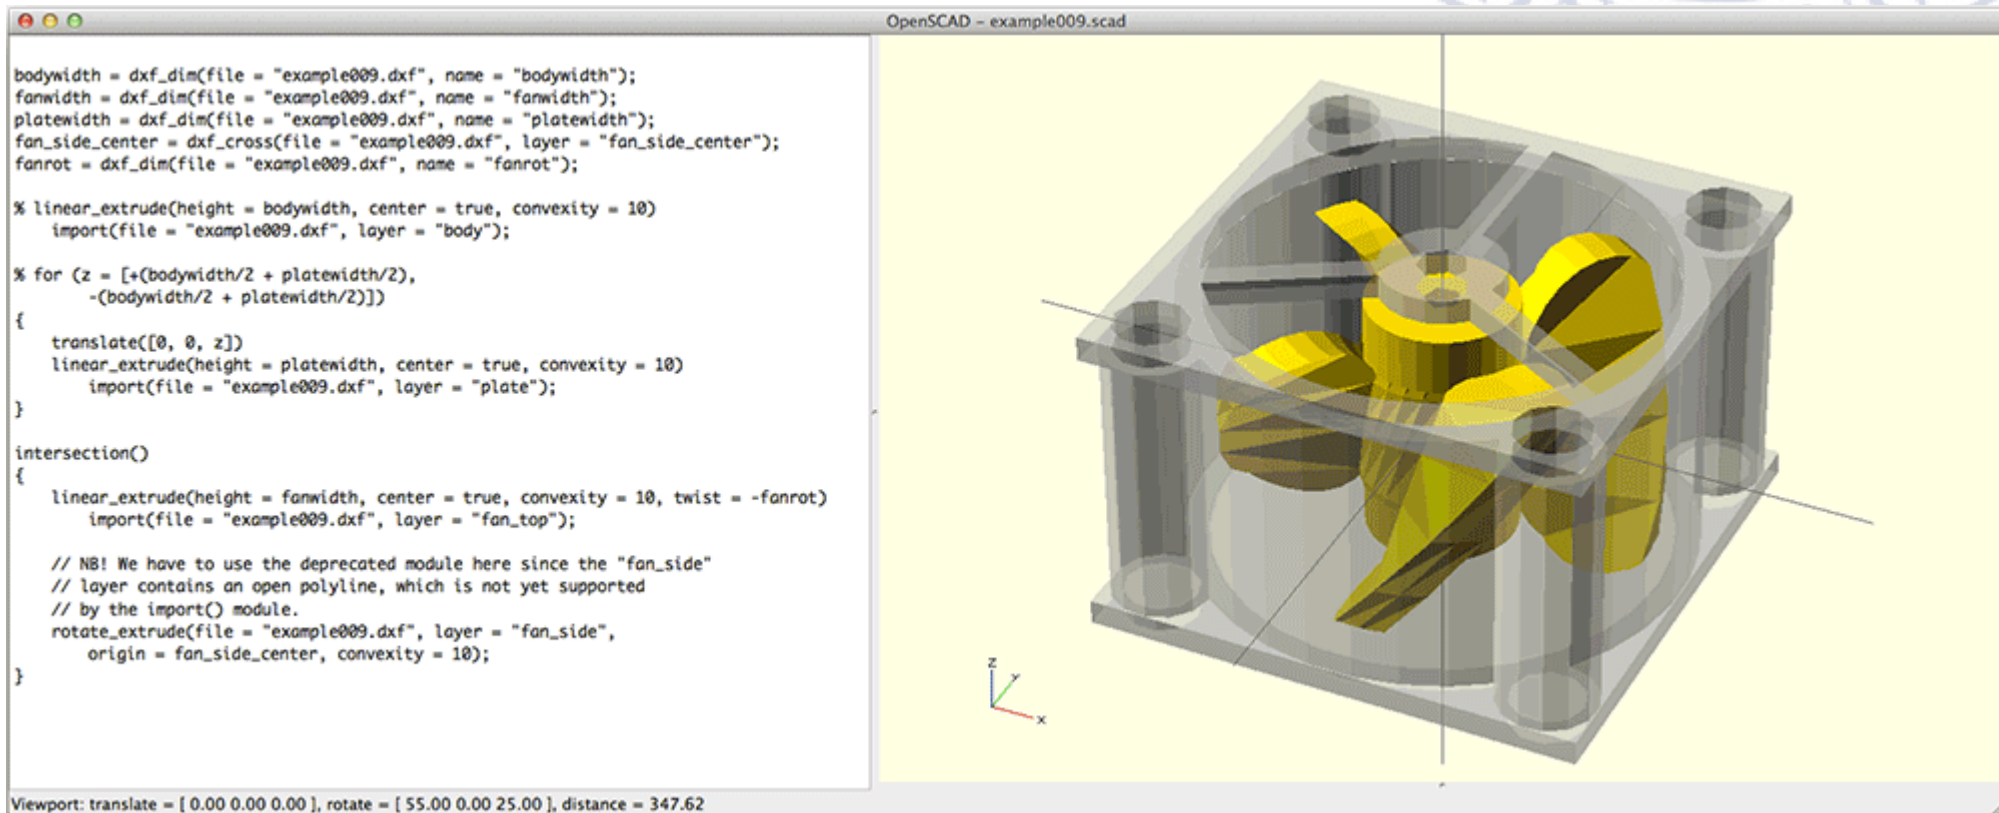 OpenSCAD – example009.scad
bodywidth = dxf_dim(file = "example009.dxf", name = "bodywidth");
fanwidth = dxf_dim(file = "example009.dxf", name = "fanwidth");
platewidth = dxf_dim(file = "example009.dxf", name = "platewidth");
fan_side_center = dxf_cross(file = "example009.dxf", layer = "fan_side_center");
fanrot = dxf_dim(file = "example009.dxf", name = "fanrot");
% linear_extrude(height = bodywidth, center = true, convexity = 10)
import(file = "example009.dxf", layer = "body");
% for (z = [+(bodywidth/2 + platewidth/2),
-(bodywidth/2 + platewidth/2)])
{
translate([0, 0, z])
linear_extrude(height = platewidth, center = true, convexity = 10)
import(file = "example009.dxf", layer = "plate");
}
intersection()
{
linear_extrude(height = fanwidth, center = true, convexity = 10, twist = -fanrot)
import(file = "example009.dxf", layer = "fan_top");
// NB! We have to use the deprecated module here since the "fan_side"
// layer contains an open polyline, which is not yet supported
// by the import() module.
rotate_extrude(file = "example009.dxf", layer = "fan_side",
origin = fan_side_center, convexity = 10);
}
z
y
x
Viewport: translate = [ 0.00 0.00 0.00 ], rotate = [ 55.00 0.00 25.00 ], distance = 347.62